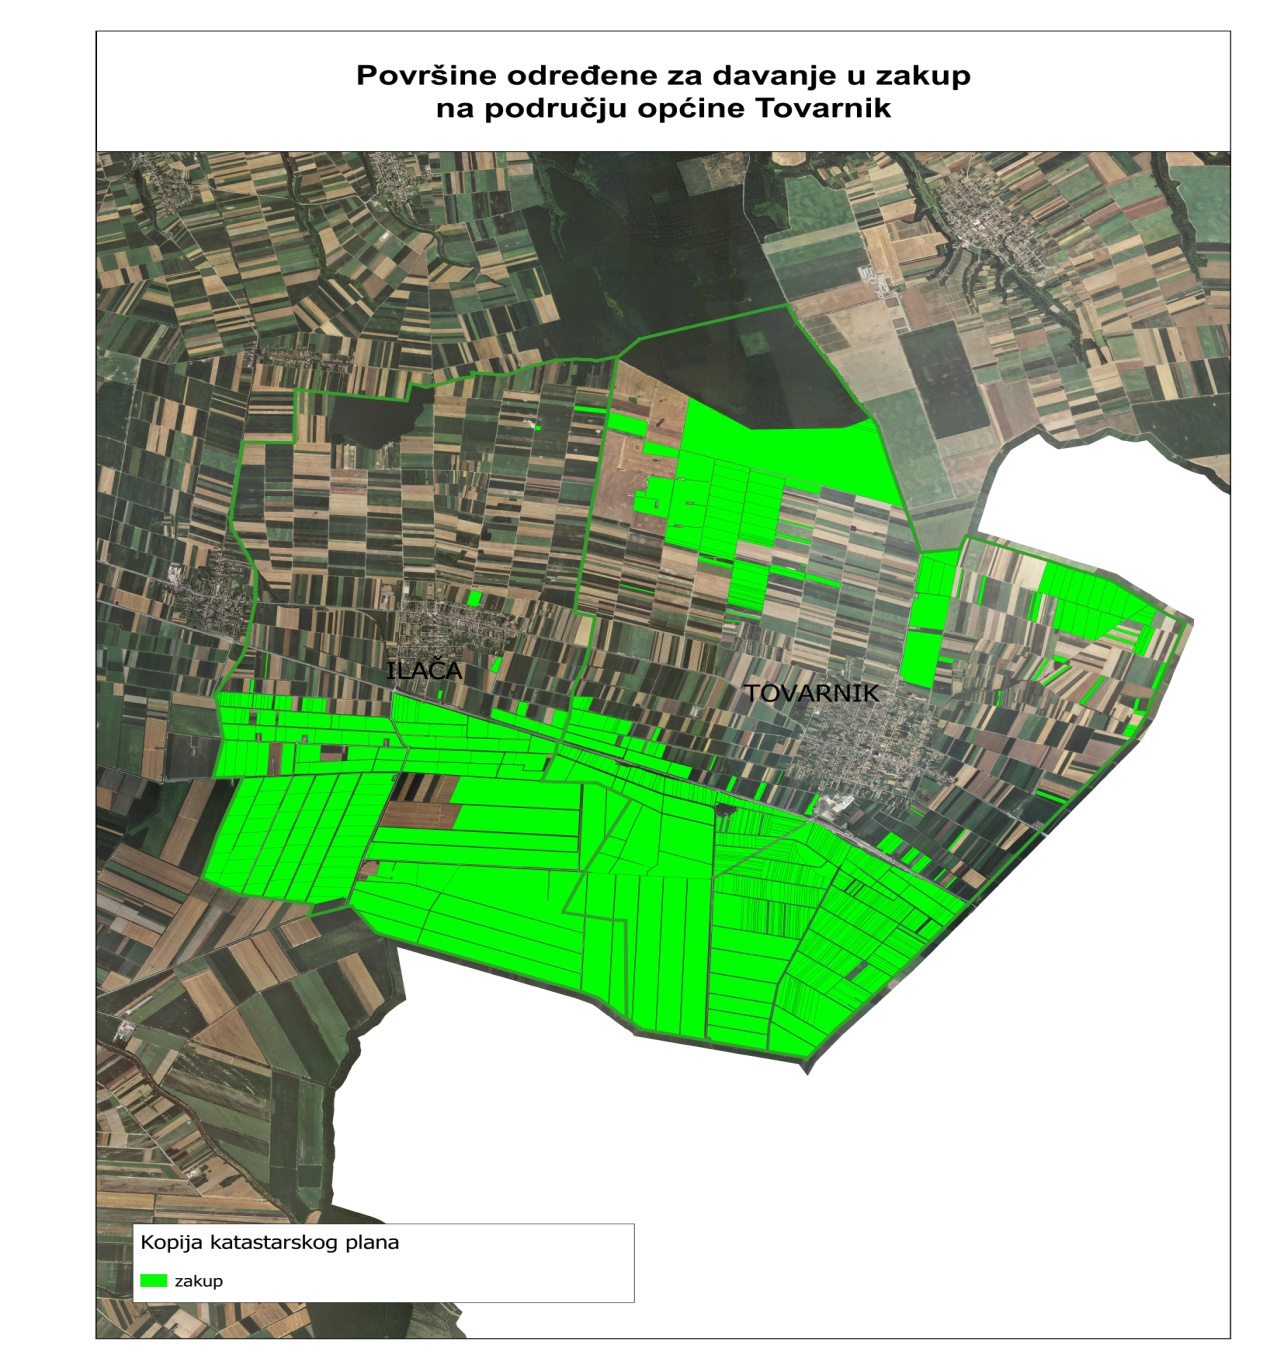 Površine određene za davanje u zakup
na području općine Tovarnik
ILAČA
TOVARNIK
Kopija katastarskog plana
zakup